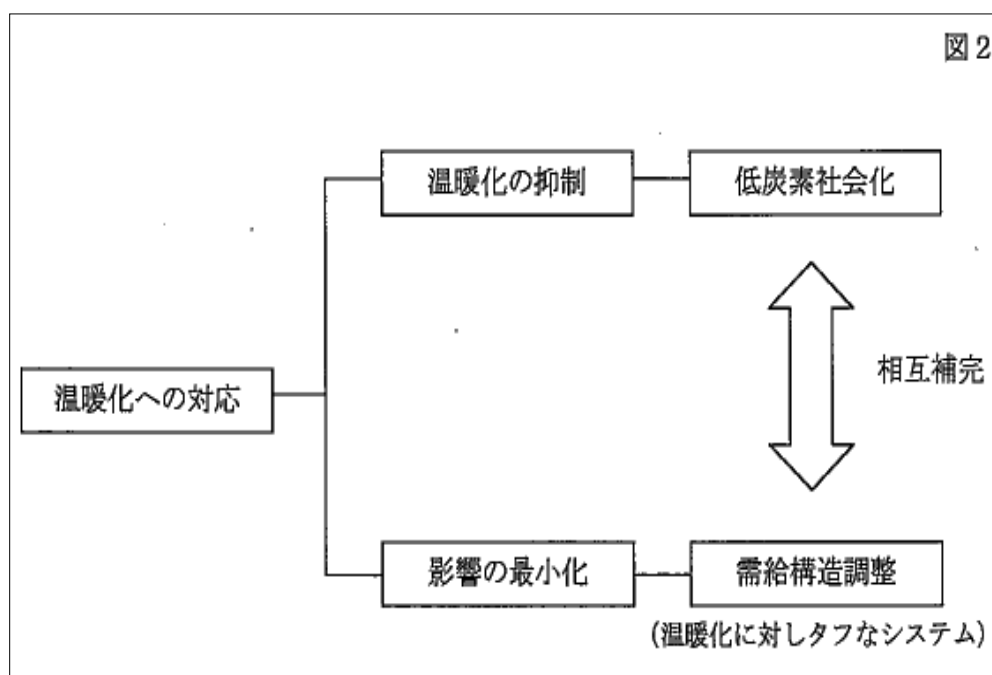 図2
温暖化の抑制
低炭素社会化
相互補完
温暖化への対応
影響の最小化
需給構造調整
(温暖化に対しタフなシステム)